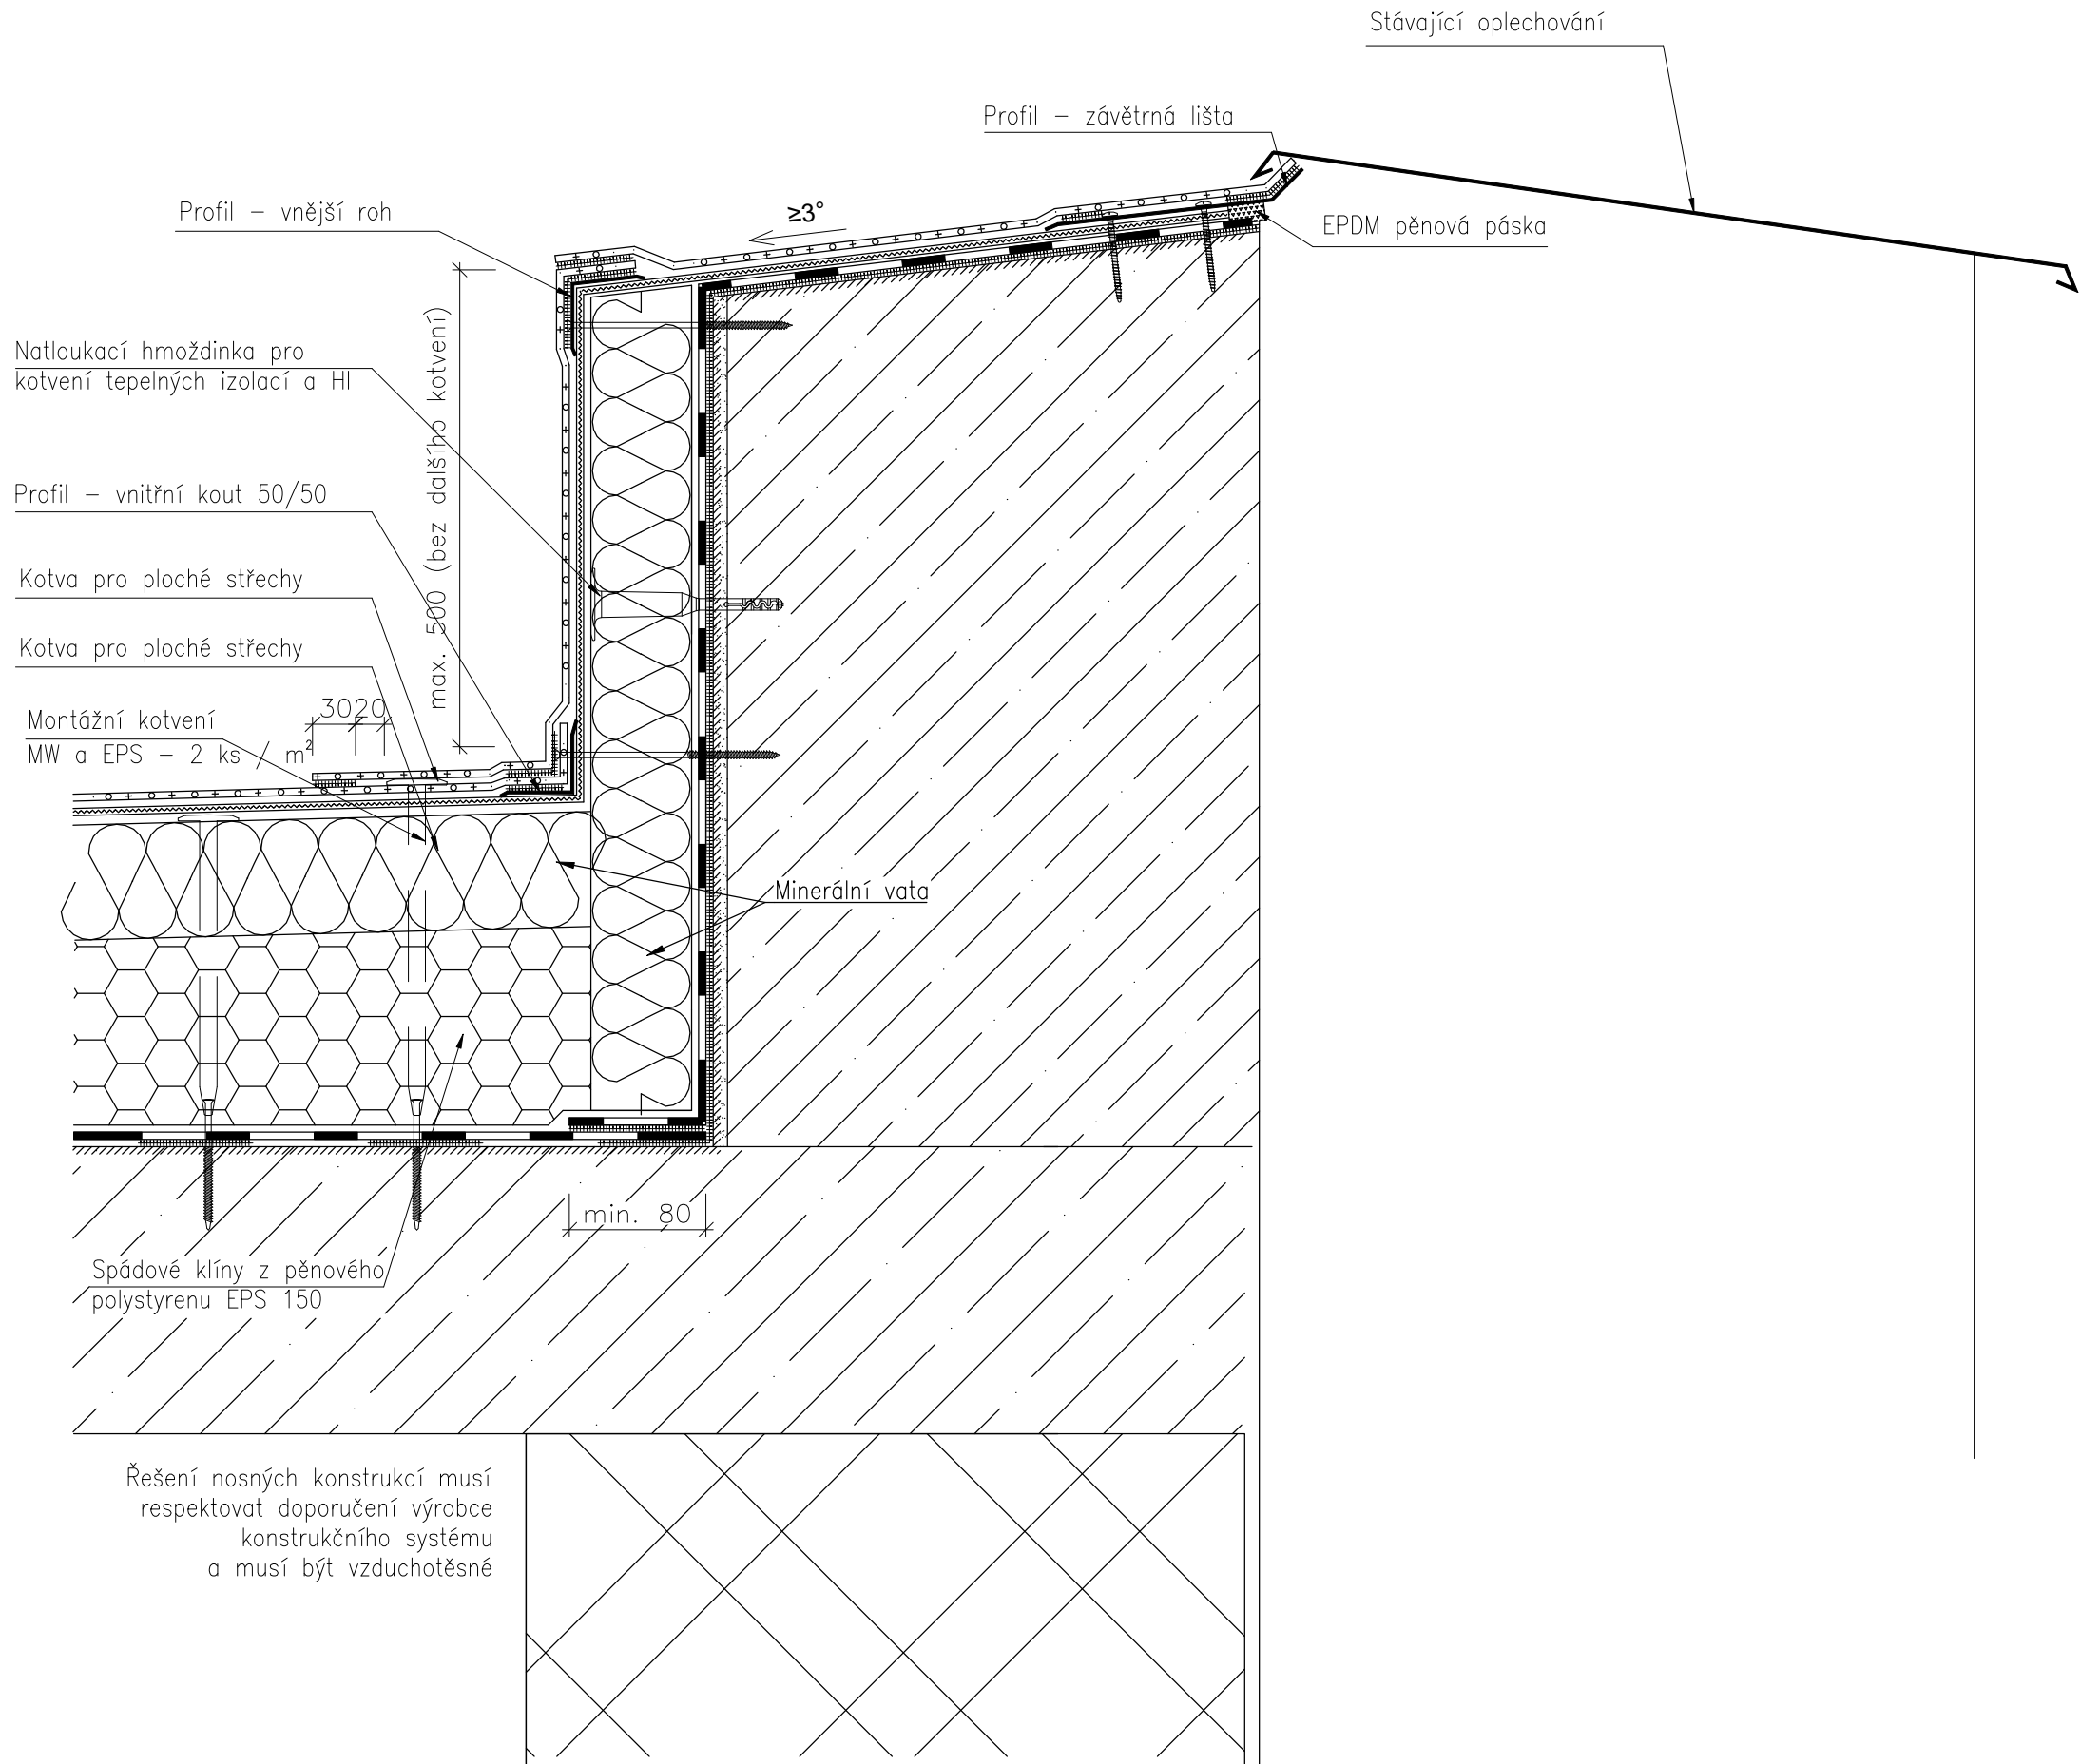 Stávající oplechování
Profil – závětrná lišta
Profil – vnější roh
≥3°
EPDM pěnová páska
Natloukací hmoždinka pro
kotvení tepelných izolací a HI
max. 500 (bez dalšího kotvení)
Profil – vnitřní kout 50/50
Kotva pro ploché střechy
Kotva pro ploché střechy
30 20
Montážní kotvení
MW a EPS – 2 ks / m²
Minerální vata
min. 80
Spádové klíny z pěnového
polystyrenu EPS 150
Řešení nosných konstrukcí musí
respektovat doporučení výrobce
konstrukčního systému
a musí být vzduchotěsné